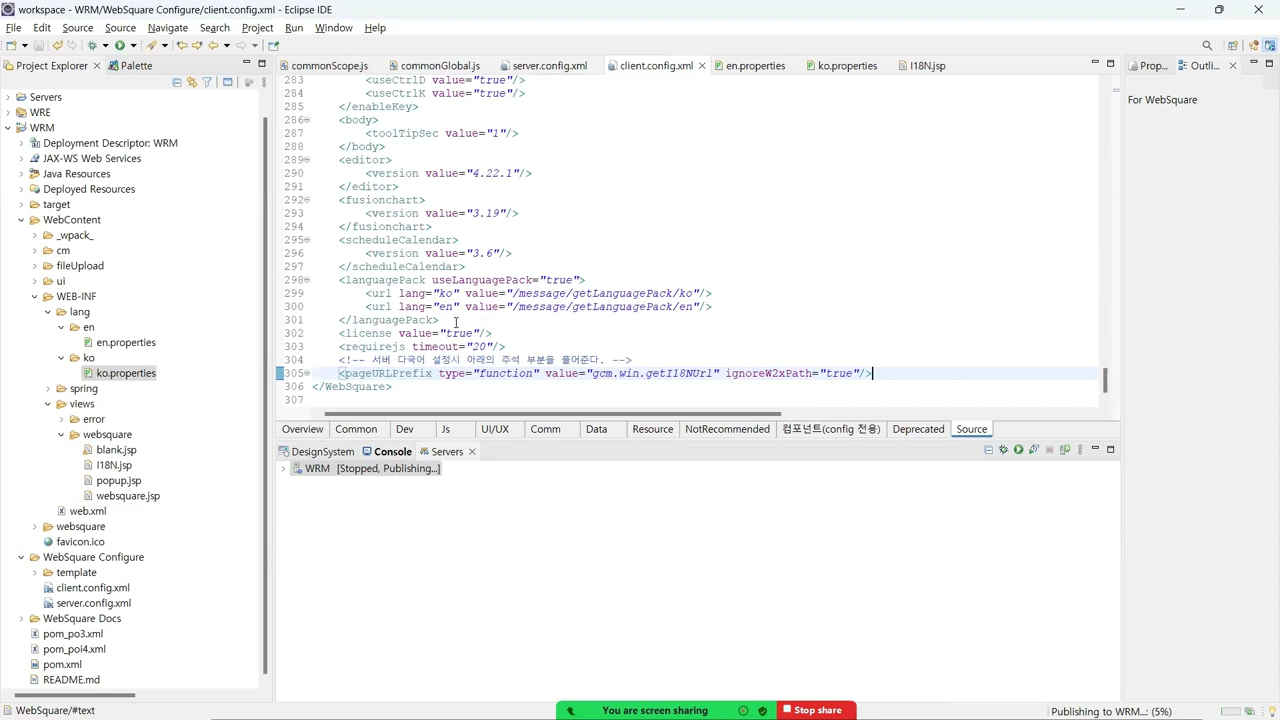 workspace - WRM/WebSquare Configure/client.config.xml - Eclipse IDE
File Edit Source Source Navigate Search Project Run Window Help
Project Explorer
Palette
commonScope.js
commonGlobal.js
server.config.xml
client.config.xml
en.properties
ko.properties
I18N.jsp
Prop...
Outli...
For WebSquare
Servers
WRE
WRM
Deployment Descriptor: WRM
JAX-WS Web Services
Java Resources
Deployed Resources
target
WebContent
_wpack_
cm
fileUpload
ui
WEB-INF
lang
en
en.properties
ko
ko.properties
spring
views
error
websquare
blank.jsp
I18N.jsp
popup.jsp
websquare.jsp
web.xml
websquare
favicon.ico
WebSquare Configure
template
client.config.xml
server.config.xml
WebSquare Docs
pom_po3.xml
pom_poi4.xml
pom.xml
README.md
283 <useCtrlD value="true"/>
284 <useCtrlK value="true"/>
285 </enableKey>
286 <body>
287 <toolTipSec value="1"/>
288 </body>
289 <editor>
290 <version value="4.22.1"/>
291 </editor>
292 <fusionchart>
293 <version value="3.19"/>
294 </fusionchart>
295 <scheduleCalendar>
296 <version value="3.6"/>
297 </scheduleCalendar>
298 <languagePack useLanguagePack="true">
299 <url lang="ko" value="/message/getLanguagePack/ko"/>
300 <url lang="en" value="/message/getLanguagePack/en"/>
301 </languagePack>
302 <license value="true"/>
303 <requirejs timeout="20"/>
304 <!-- 서버 다국어 설정시 아래의 주석 부분을 풀어준다. -->
305 <pageURLPrefix type="function" value="gcm.win.getI18NUrl" ignoreW2xPath="true"/>
306 </WebSquare>
307
Overview Common Dev Js UI/UX Comm Data Resource NotRecommended 컴포넌트(config 전용) Deprecated Source
DesignSystem Console Servers
WRM [Stopped, Publishing...]
WebSquare/#text
You are screen sharing
Stop share
Publishing to WRM...: (5%)